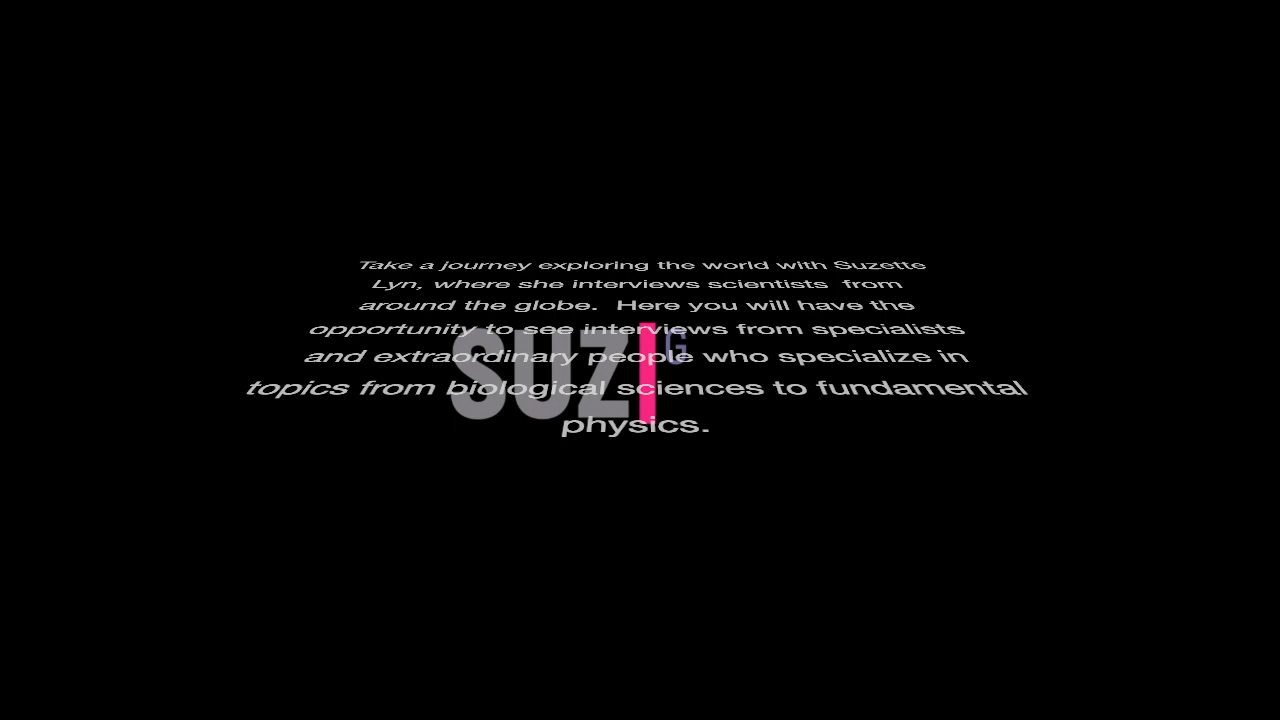 Take a journey exploring the world with Suzette
Lyn, where she interviews scientists  from
around the globe.  Here you will have the
opportunity to see interviews from specialists
and extraordinary people who specialize in
topics from biological sciences to fundamental
physics.
SUZ
G